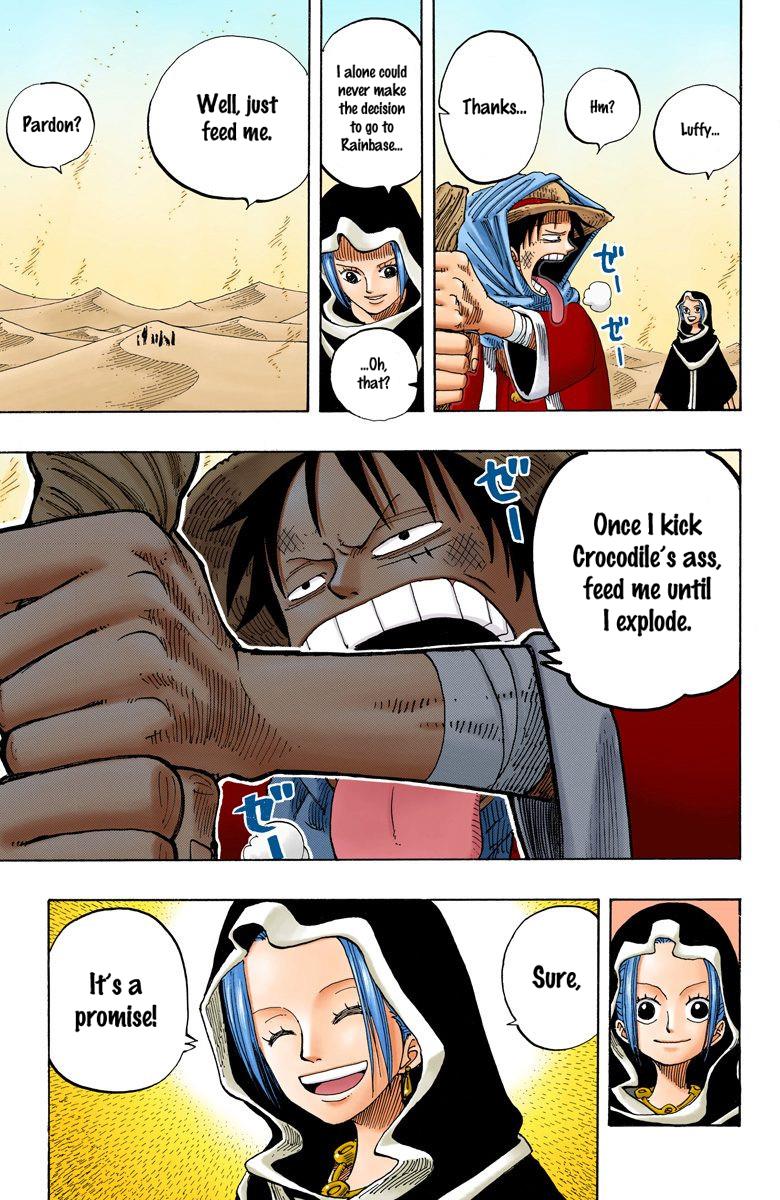 Luffy...
Hm?
ゼー
ゼー
Thanks...
I alone could
never make
the decision
to go to
Rainbase...
...Oh,
that?
Well, just
feed me.
Pardon?
ゼー
Once I kick
Crocodile's ass,
feed me until
I explode.
ゼー
Sure,
It's a
promise!